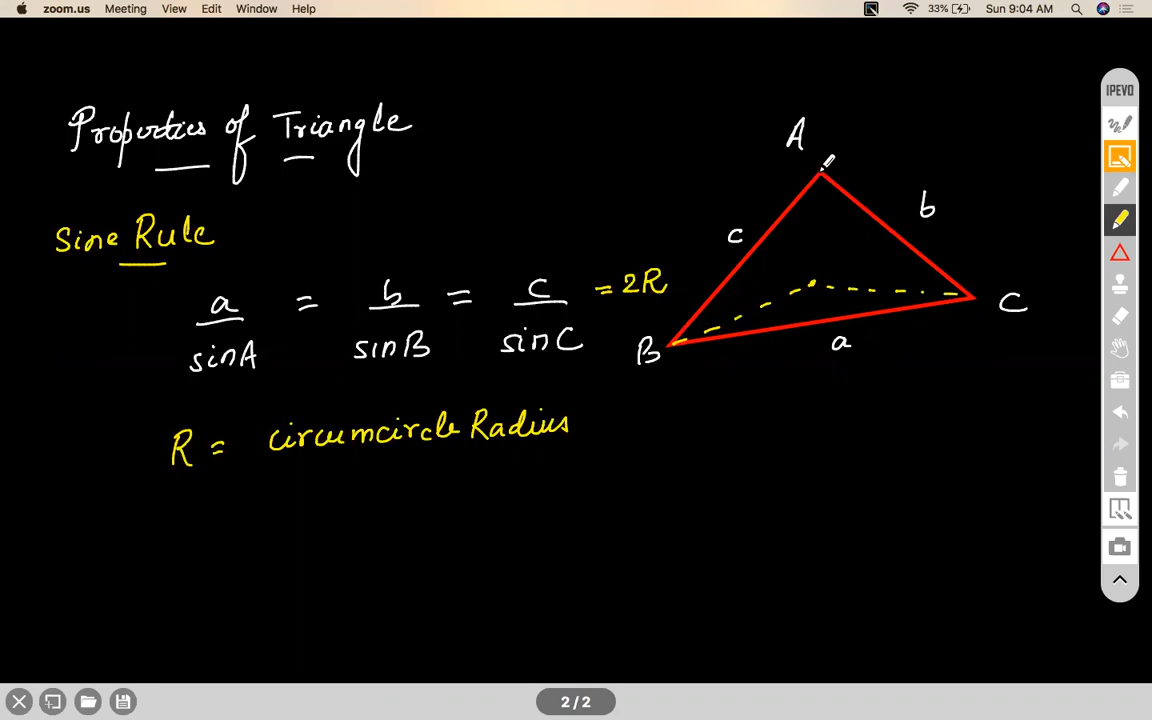 zoom.us Meeting View Edit Window Help 33% Sun 9:04 AM
IPEVO
Properties of Triangle
A
Sine Rule
c
b
a/sinA = b/sinB = c/sinC = 2R
B
a
C
R = circumcircle Radius
2/2